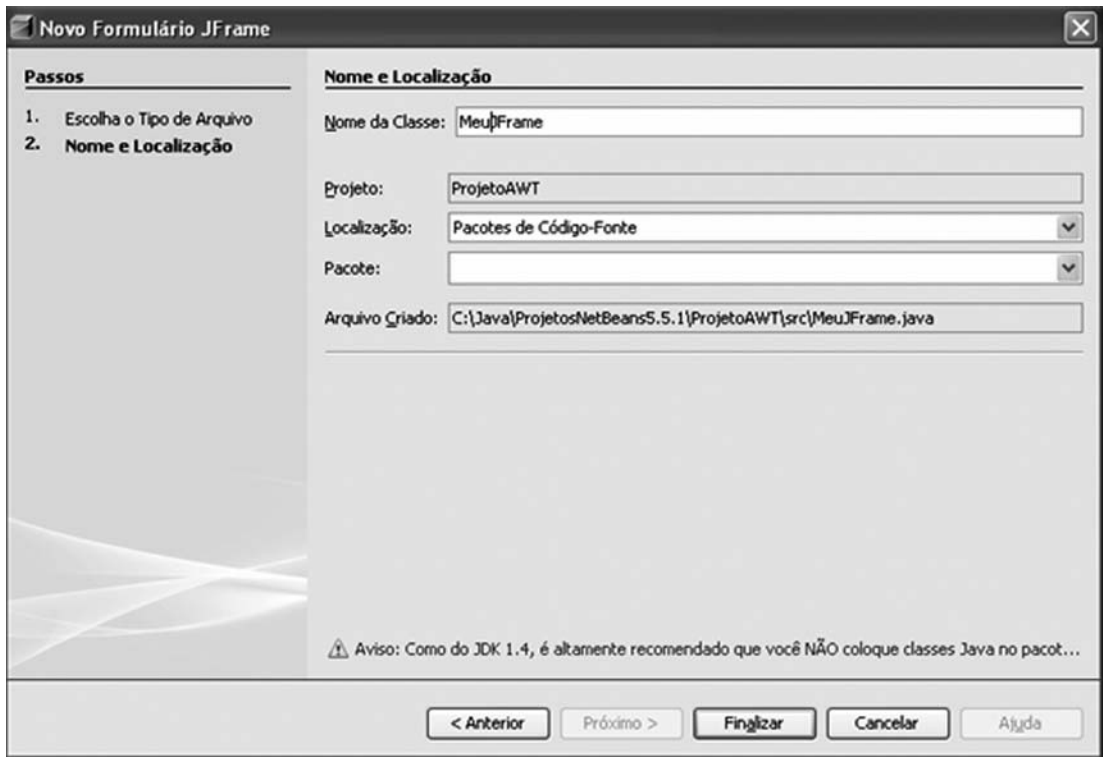 Novo Formulário JFrame
Passos
1. Escolha o Tipo de Arquivo
2. Nome e Localização
Nome e Localização
Nome da Classe: MeuJFrame
Projeto: ProjetoAWT
Localização: Pacotes de Código-Fonte
Pacote:
Arquivo Criado: C:\Java\ProjetosNetBeans5.5.1\ProjetoAWT\src\MeuJFrame.java
Aviso: Como do JDK 1.4, é altamente recomendado que você NÃO coloque classes Java no pacot...
< Anterior Próximo > Finalizar Cancelar Ajuda